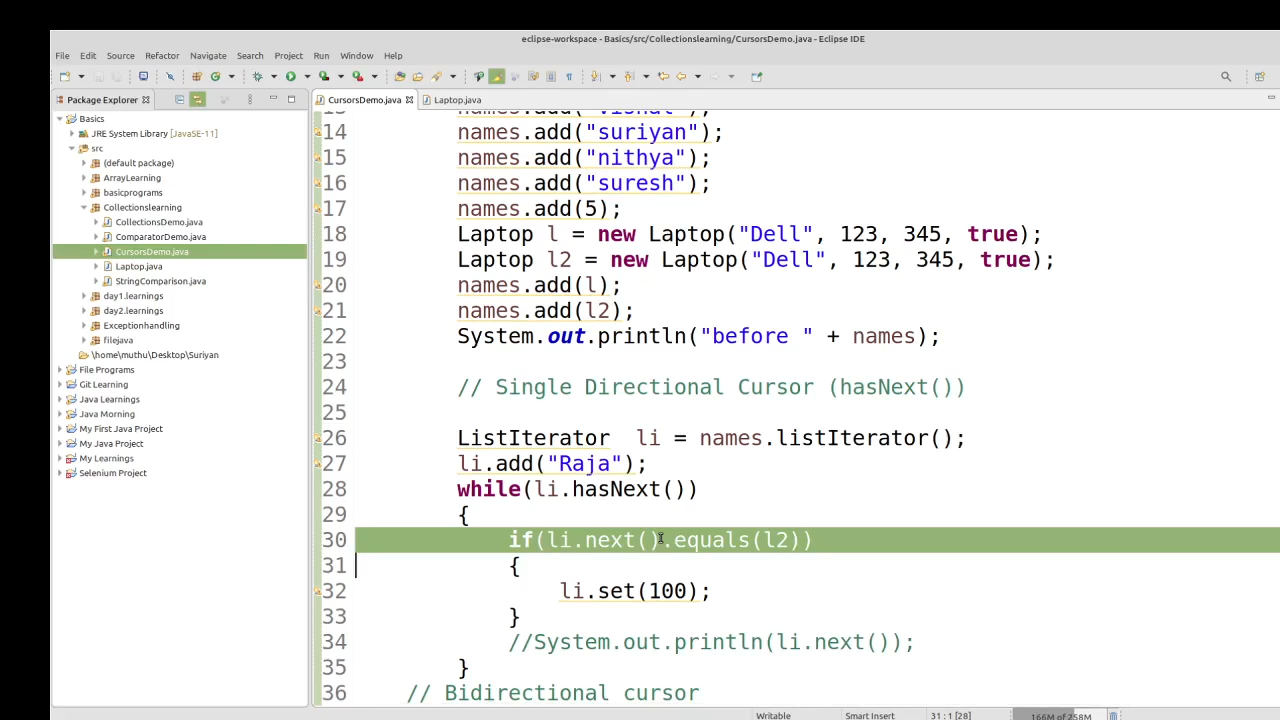 eclipse-workspace - Basics/src/Collectionslearning/CursorsDemo.java - Eclipse IDE
File Edit Source Refactor Navigate Search Project Run Window Help
Package Explorer
CursorsDemo.java
Laptop.java
Basics
JRE System Library [JavaSE-11]
src
(default package)
ArrayLearning
basicprograms
Collectionslearning
CollectionsDemo.java
ComparatorDemo.java
CursorsDemo.java
Laptop.java
StringComparison.java
day1.learnings
day2.learnings
Exceptionhandling
filejava
\home\muthu\Desktop\Suriyan
File Programs
Git Learning
Java Learnings
Java Morning
My First Java Project
My Java Project
My Learnings
Selenium Project
14 names.add("suriyan");
15 names.add("nithya");
16 names.add("suresh");
17 names.add(5);
18 Laptop l = new Laptop("Dell", 123, 345, true);
19 Laptop l2 = new Laptop("Dell", 123, 345, true);
20 names.add(l);
21 names.add(l2);
22 System.out.println("before " + names);
23
24 // Single Directional Cursor (hasNext())
25
26 ListIterator  li = names.listIterator();
27 li.add("Raja");
28 while(li.hasNext())
29 {
30 if(li.next().equals(l2))
31 {
32 li.set(100);
33 }
34 //System.out.println(li.next());
35 }
36 // Bidirectional cursor
Writable Smart Insert 31 : 1 [28] 166M of 258M